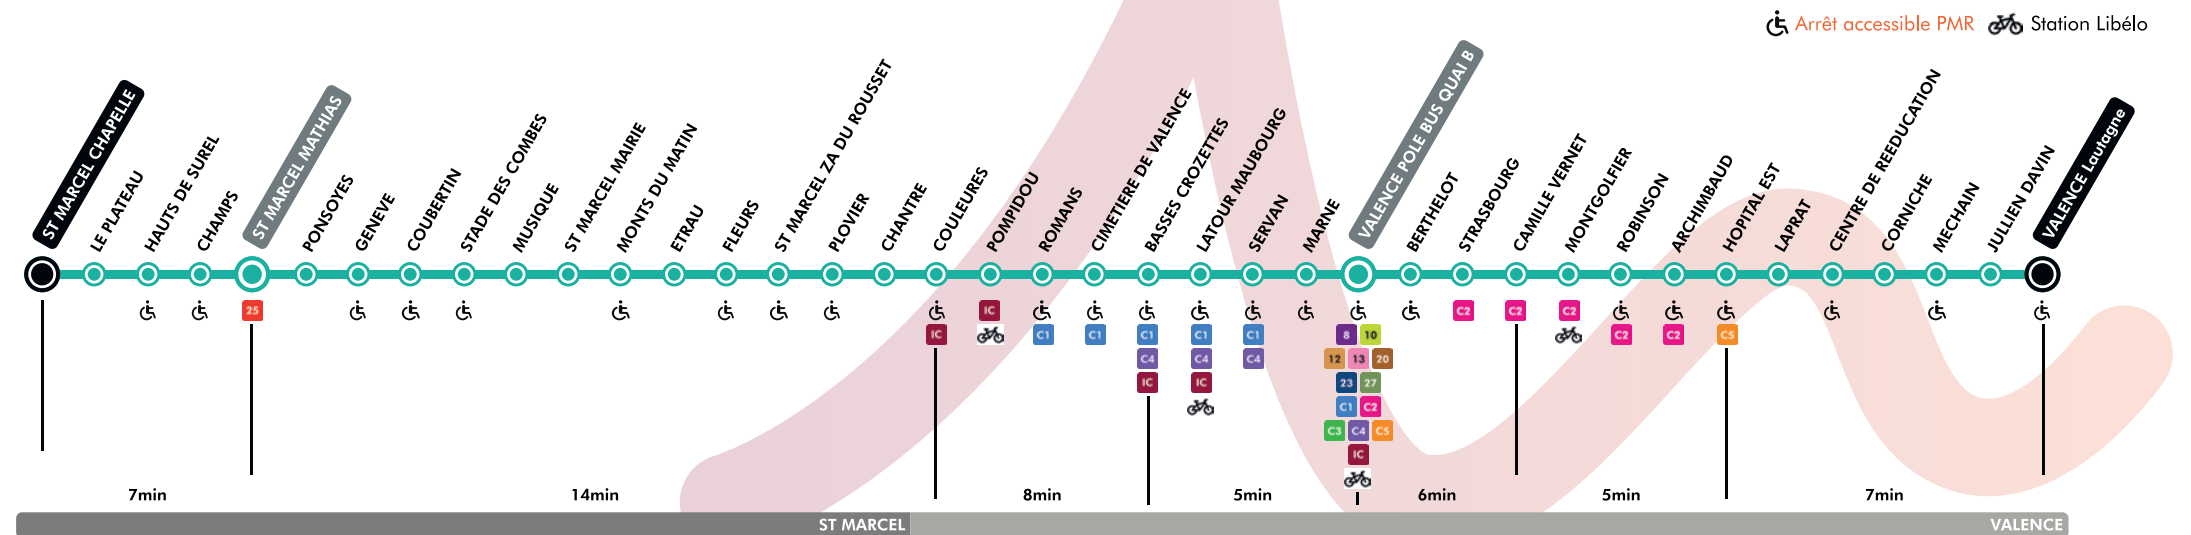 Arrêt accessible PMR
Station Libélo
ST MARCEL CHAPELLE
LE PLATEAU
HAUTS DE SUREL
CHAMPS
ST MARCEL MATHIAS
PONSOYES
GENEVE
COUBERTIN
STADE DES COMBES
MUSIQUE
ST MARCEL MAIRIE
MONTS DU MATIN
ETRAU
FLEURS
ST MARCEL ZA DU ROUSSET
PLOVIER
CHANTRE
COULEURES
POMPIDOU
ROMANS
CIMETIERE DE VALENCE
BASSES CROZETTES
LATOUR MAUBOURG
SERVAN
MARNE
VALENCE POLE BUS QUAI B
BERTHELOT
STRASBOURG
CAMILLE VERNET
MONTGOLFIER
ROBINSON
ARCHIMBAUD
HOPITAL EST
LAPRAT
CENTRE DE REEDUCATION
CORNICHE
MECHAIN
JULLIEN DAVIN
VALENCE Lautagne
25
IC
IC
C1
C1
C1
C4
IC
C1
C4
IC
C1
C4
8 10
12 13 20
23 27
C1 C2
C3 C4 C5
IC
C2
C2
C2
C2
C2
C5
7min
14min
8min
5min
6min
5min
7min
ST MARCEL
VALENCE